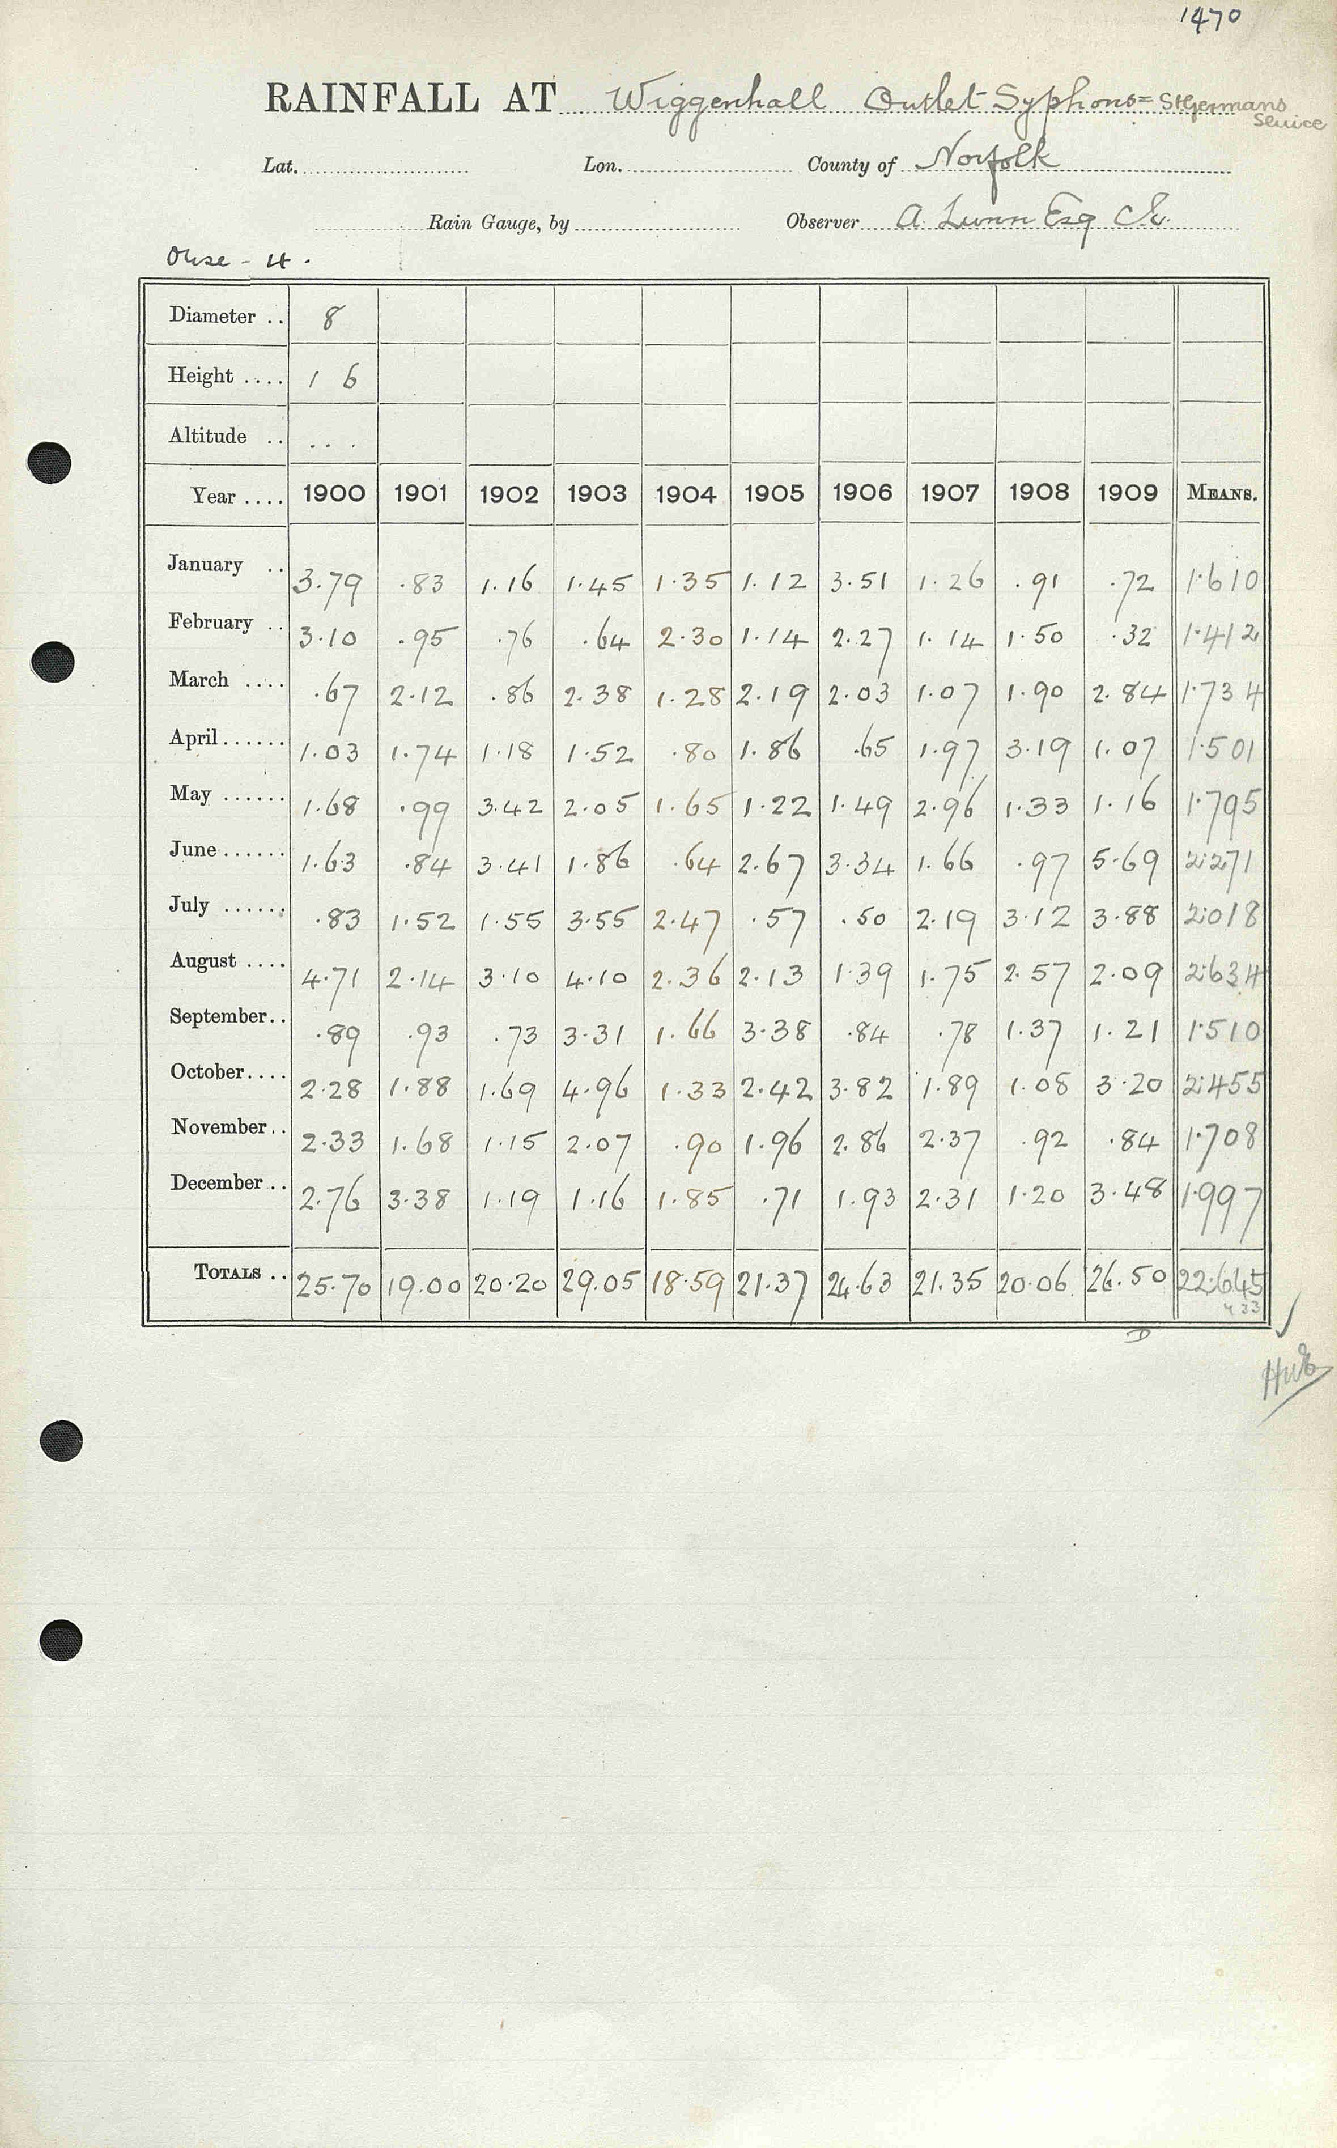 1470
RAINFALL AT Wiggenhall Outlet Syphons = St Germans
Sluice
Lat. Lon. County of Norfolk
Rain Gauge, by Observer A. Lunn Esq
Ouse - 4.
Diameter .. 8
Height .... 1 6
Altitude .. ...
Year .... 1900 1901 1902 1903 1904 1905 1906 1907 1908 1909 MEANS.
January .. 3.79 .83 1.16 1.45 1.35 1.12 3.51 1.26 .91 .72 1.610
February .. 3.10 .95 .76 .64 2.30 1.14 2.27 1.14 1.50 .32 1.412
March .... .67 2.12 .86 2.38 1.28 2.19 2.03 1.07 1.90 2.84 1.734
April...... 1.03 1.74 1.18 1.52 .80 1.86 .65 1.97 3.19 1.07 1.501
May ...... 1.68 .99 3.42 2.05 1.65 1.22 1.49 2.96 1.33 1.16 1.795
June...... 1.63 .84 3.41 1.86 .64 2.67 3.34 1.66 .97 5.69 2.271
July ...... .83 1.52 1.55 3.55 2.47 .57 .50 2.19 3.12 3.88 2.018
August .... 4.71 2.14 3.10 4.10 2.36 2.13 1.39 1.75 2.57 2.09 2.634
September.. .89 .93 .73 3.31 1.66 3.38 .84 .78 1.37 1.21 1.510
October.... 2.28 1.88 1.69 4.96 1.33 2.42 3.82 1.89 1.08 3.20 2.455
November.. 2.33 1.68 1.15 2.07 .90 1.96 2.86 2.37 .92 .84 1.708
December.. 2.76 3.38 1.19 1.16 1.85 .71 1.93 2.31 1.20 3.48 1.997
TOTALS .. 25.70 19.00 20.20 29.05 18.59 21.37 24.63 21.35 20.06 26.50 22.645
D